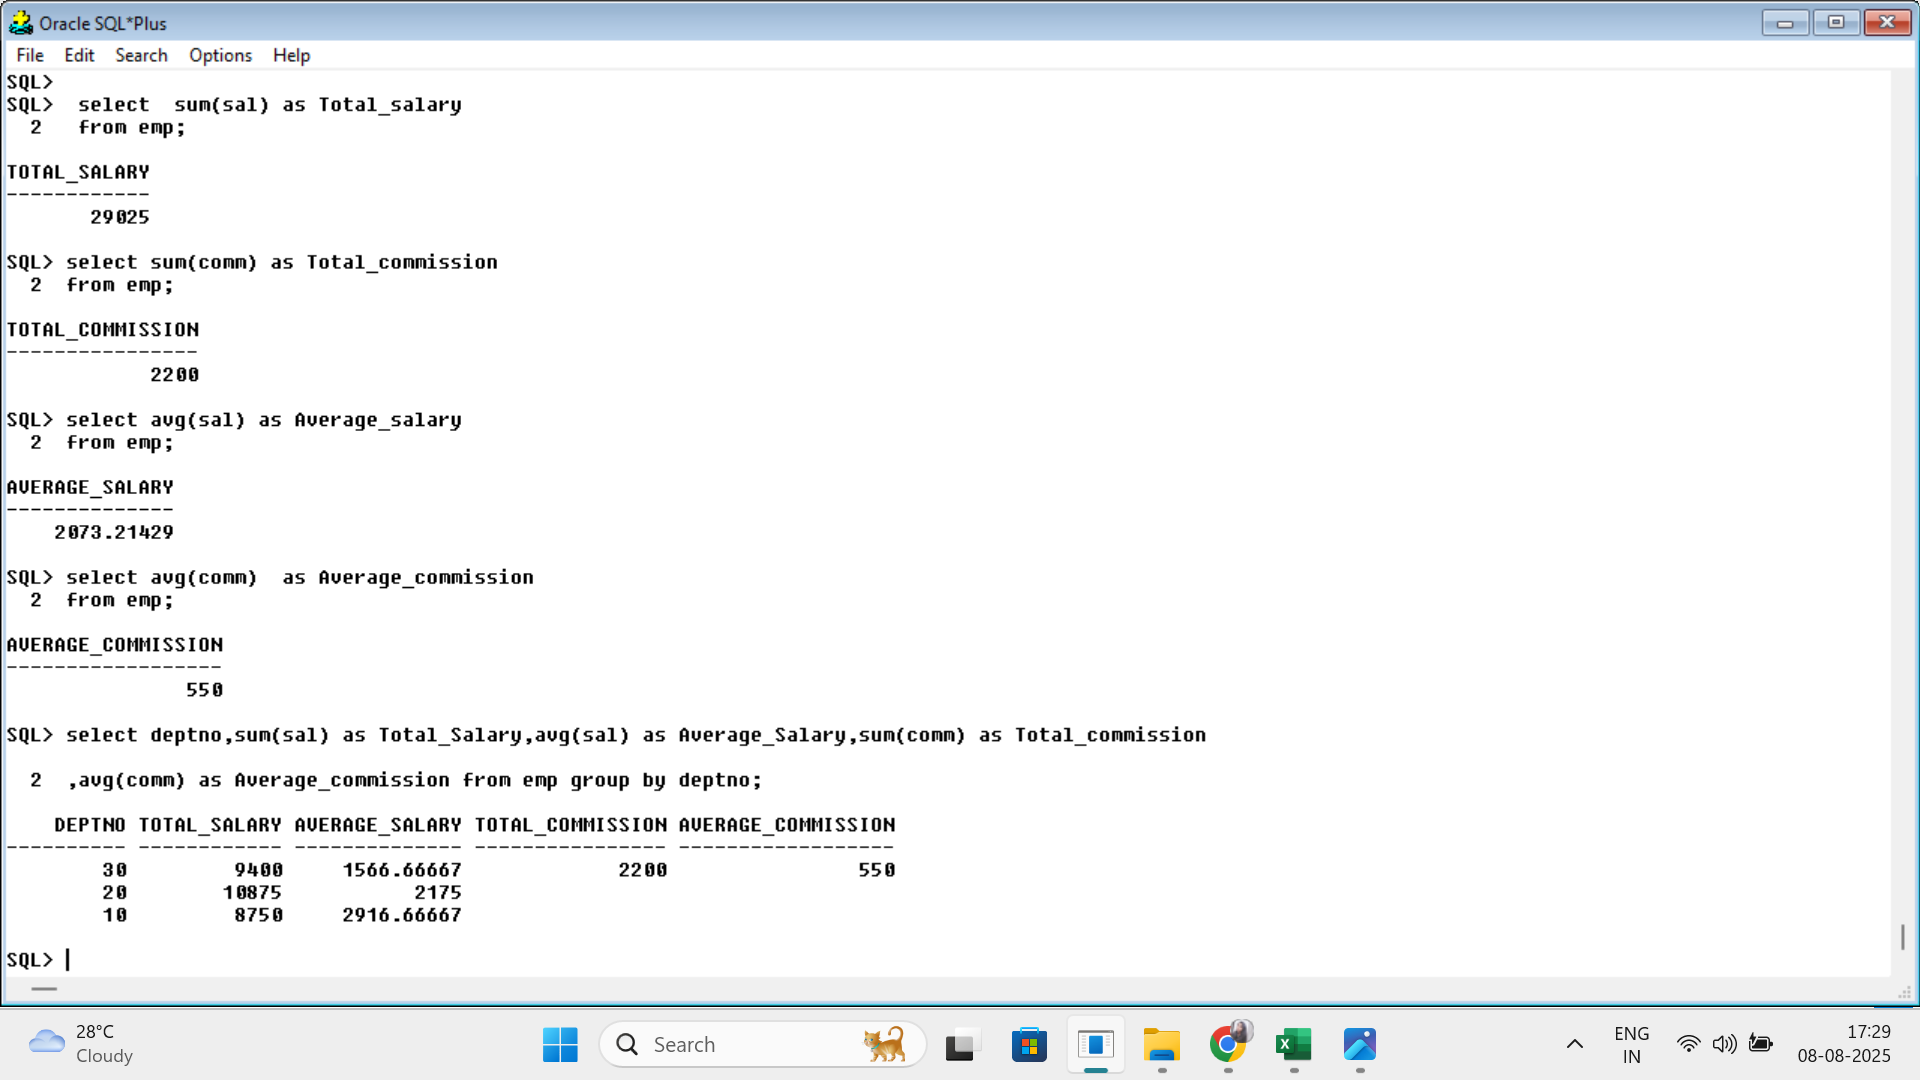 Oracle SQL*Plus
File Edit Search Options Help
SQL>
SQL>  select  sum(sal) as Total_salary
  2   from emp;
TOTAL_SALARY
------------
       29025
SQL> select sum(comm) as Total_commission
  2  from emp;
TOTAL_COMMISSION
----------------
            2200
SQL> select avg(sal) as Average_salary
  2  from emp;
AVERAGE_SALARY
--------------
    2073.21429
SQL> select avg(comm)  as Average_commission
  2  from emp;
AVERAGE_COMMISSION
------------------
               550
SQL> select deptno,sum(sal) as Total_Salary,avg(sal) as Average_Salary,sum(comm) as Total_commission
  2  ,avg(comm) as Average_commission from emp group by deptno;
    DEPTNO TOTAL_SALARY AVERAGE_SALARY TOTAL_COMMISSION AVERAGE_COMMISSION
---------- ------------ -------------- ---------------- ------------------
        30         9400     1566.66667             2200                550
        20        10875           2175
        10         8750     2916.66667
SQL>
28°C
Cloudy
Search
ENG
IN
17:29
08-08-2025